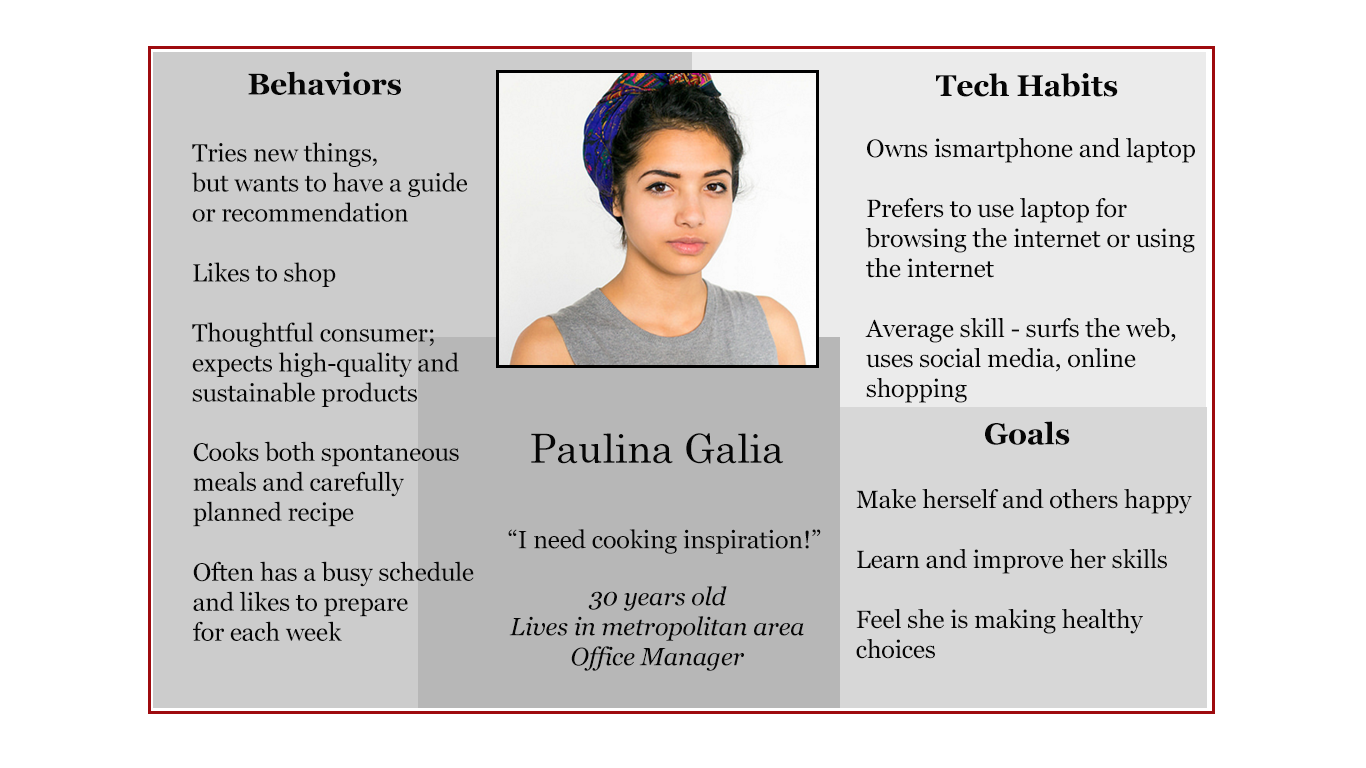 Behaviors
Tries new things,
but wants to have a guide
or recommendation
Likes to shop
Thoughtful consumer;
expects high-quality and
sustainable products
Cooks both spontaneous
meals and carefully
planned recipe
Often has a busy schedule
and likes to prepare
for each week
Paulina Galia
“I need cooking inspiration!”
30 years old
Lives in metropolitan area
Office Manager
Tech Habits
Owns ismartphone and laptop
Prefers to use laptop for
browsing the internet or using
the internet
Average skill - surfs the web,
uses social media, online
shopping
Goals
Make herself and others happy
Learn and improve her skills
Feel she is making healthy
choices